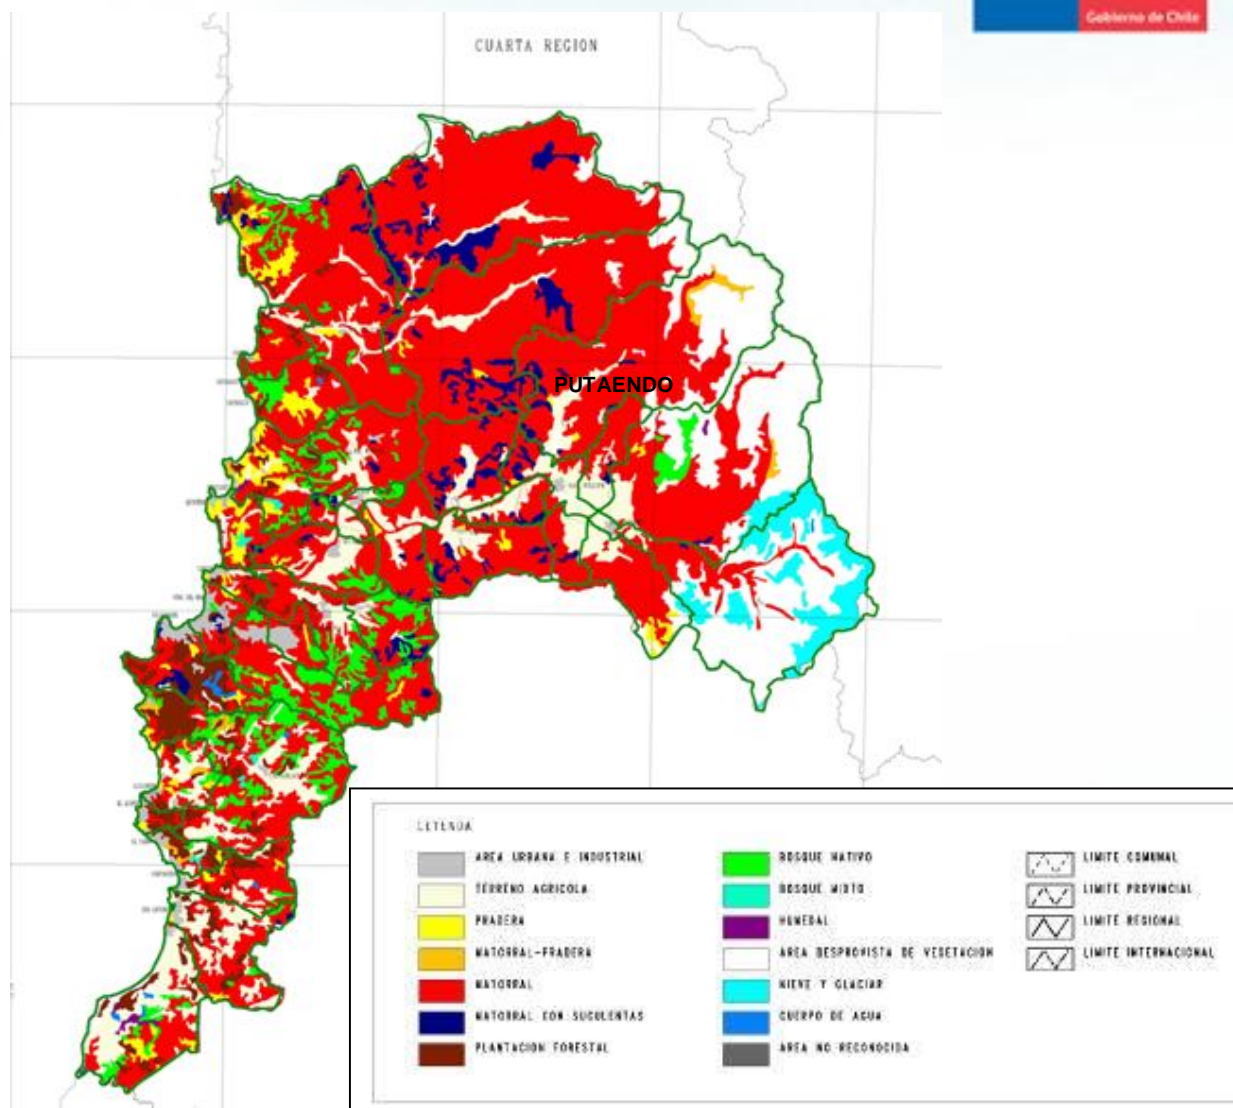 Gobierno de Chile
CUARTA REGION
PUTAENDO
LEYENDA
AREA URBANA E INDUSTRIAL
TERRENO AGRICOLA
PRADERA
MATORRAL-PRADERA
MATORRAL
MATORRAL CON SUCULENTAS
PLANTACION FORESTAL
BOSQUE NATIVO
BOSQUE MIXTO
HUMEDAL
AREA DESPROVISTA DE VEGETACION
NIEVE Y GLACIAR
CUERPO DE AGUA
AREA NO RECONOCIDA
LIMITE COMUNAL
LIMITE PROVINCIAL
LIMITE REGIONAL
LIMITE INTERNACIONAL